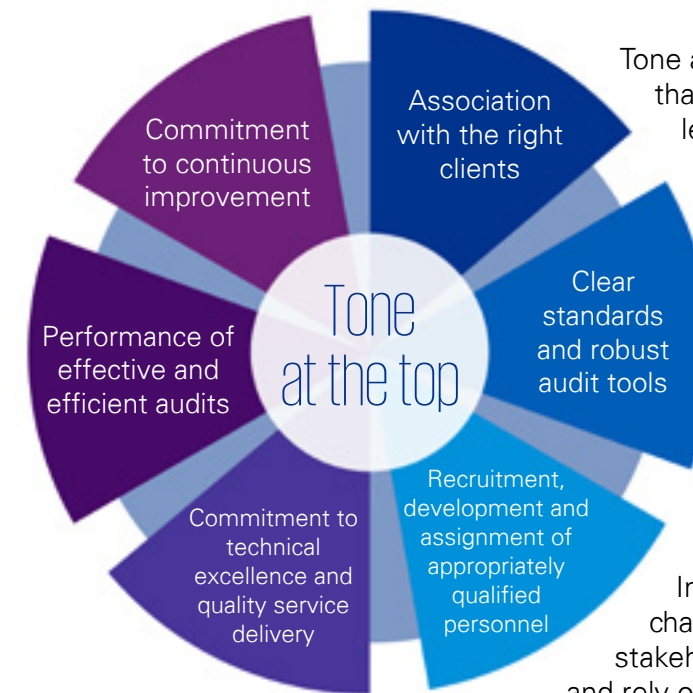 Tone
at the top
Association
with the right
clients
Clear
standards
and robust
audit tools
Recruitment,
development and
assignment of
appropriately
qualified
personnel
Commitment to
technical
excellence and
quality service
delivery
Performance of
effective and
efficient audits
Commitment
to continuous
improvement
Tone